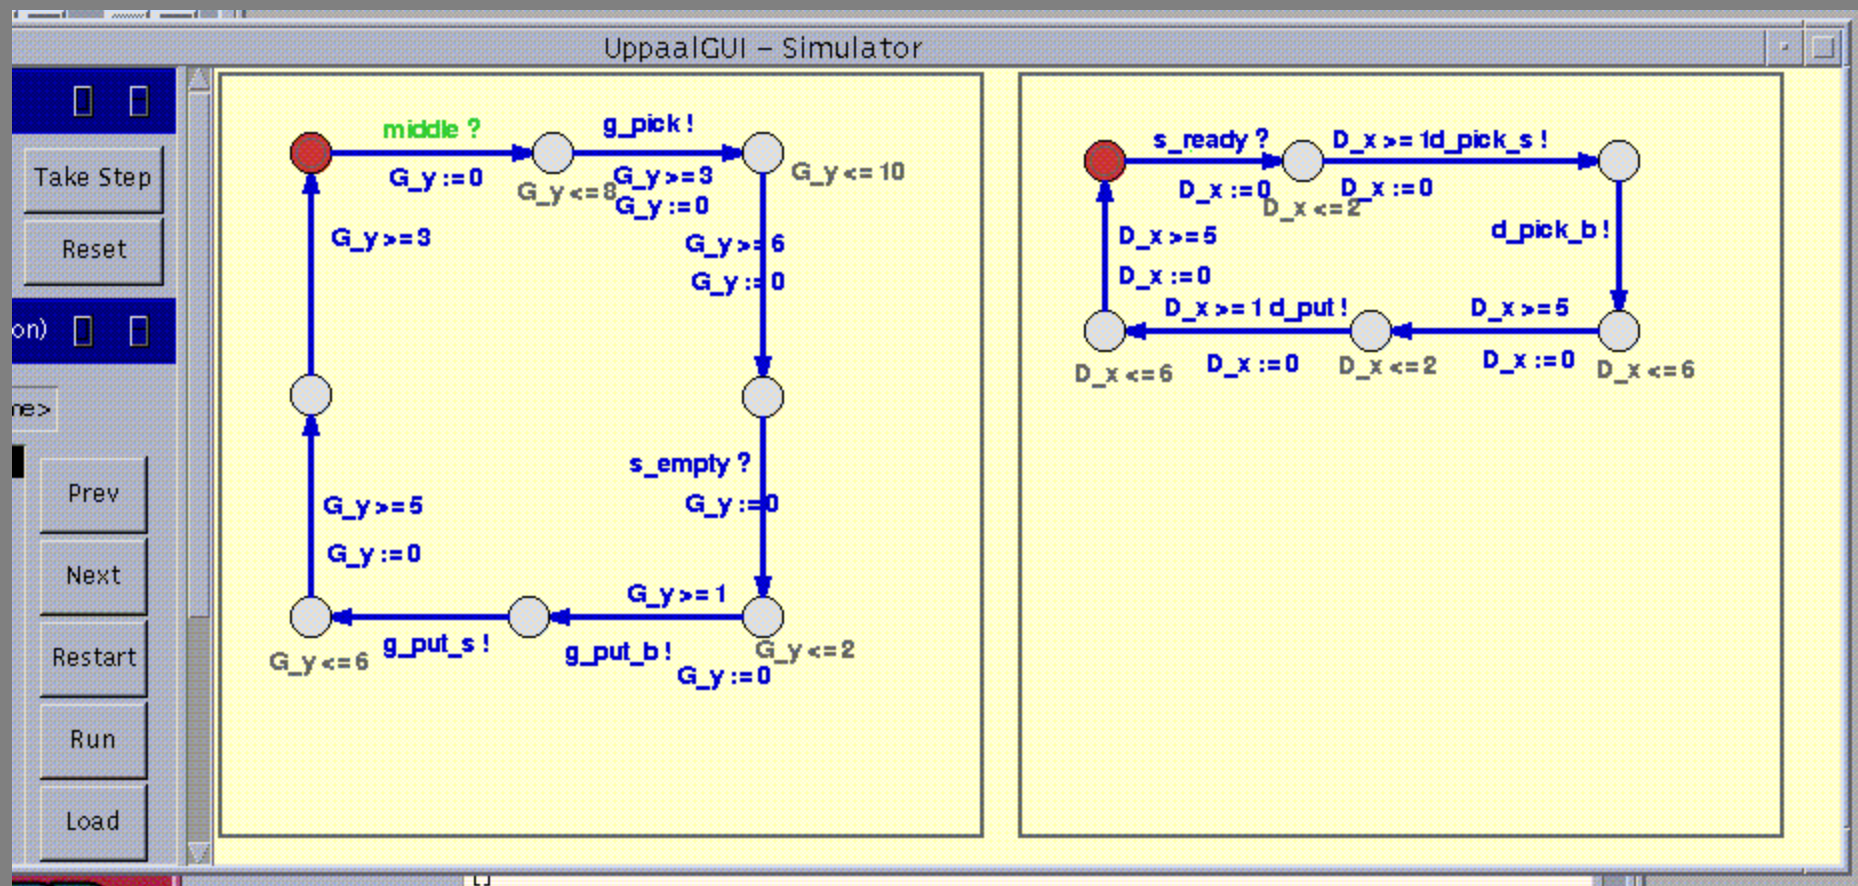 UppaalGUI – Simulator
Take Step
Reset
on)
me>
Prev
Next
Restart
Run
Load
middle ?
g_pick !
G_y := 0
G_y <= 8
G_y >= 3
G_y := 0
G_y <= 10
G_y >= 3
G_y >= 6
G_y := 0
s_empty ?
G_y := 0
G_y >= 5
G_y := 0
G_y >= 1
G_y <= 6
g_put_s !
g_put_b !
G_y <= 2
G_y := 0
s_ready ?
D_x >= 1d_pick_s !
D_x := 0
D_x <= 2
D_x := 0
D_x >= 5
d_pick_b !
D_x := 0
D_x >= 1 d_put !
D_x >= 5
D_x <= 6
D_x := 0
D_x <= 2
D_x := 0
D_x <= 6